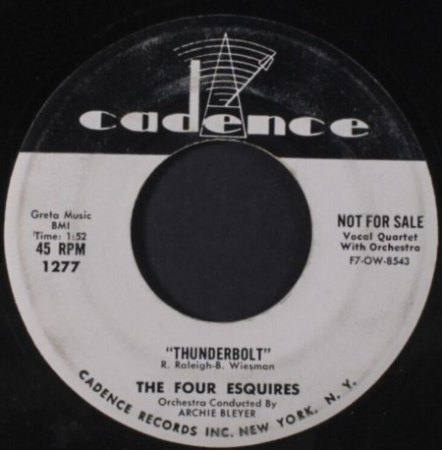 cadence
Greta Music
BMI
Time: 1:52
45 RPM
1277
NOT FOR SALE
Vocal Quartet
With Orchestra
F7-OW-8543
"THUNDERBOLT"
R. Raleigh-B. Wiesman
THE FOUR ESQUIRES
Orchestra Conducted By
ARCHIE BLEYER
CADENCE RECORDS INC. NEW YORK, N. Y.